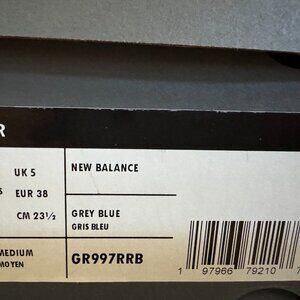 R
UK 5
NEW BALANCE
S
EUR 38
CM 23½
GREY BLUE
GRIS BLEU
MEDIUM
MOYEN
GR997RRB
1 97966 79210 7